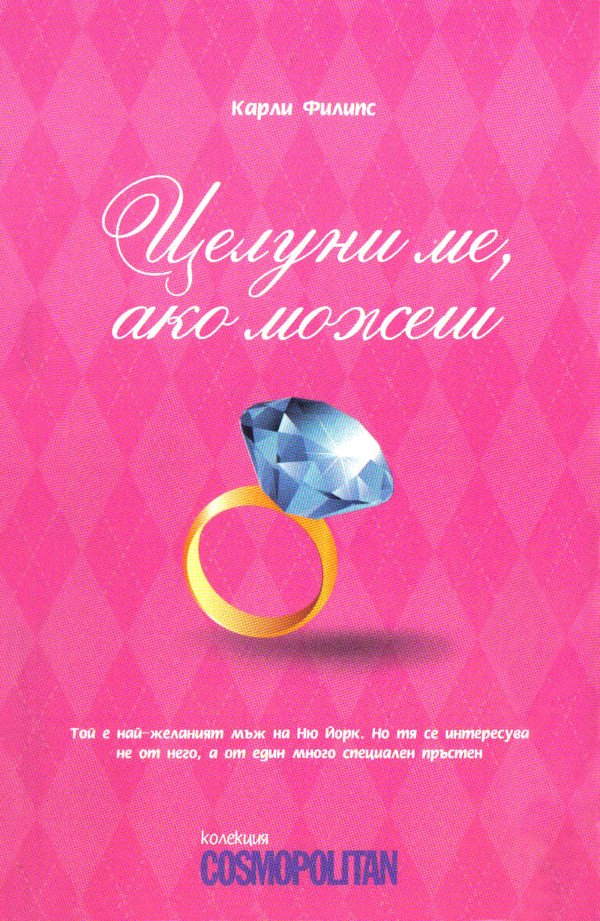 Карли Филипс
Целуни ме,
ако можеш
Той е най-желаният мъж на Ню Йорк. Но тя се интересува
не от него, а от един много специален пръстен
колекция
COSMOPOLITAN